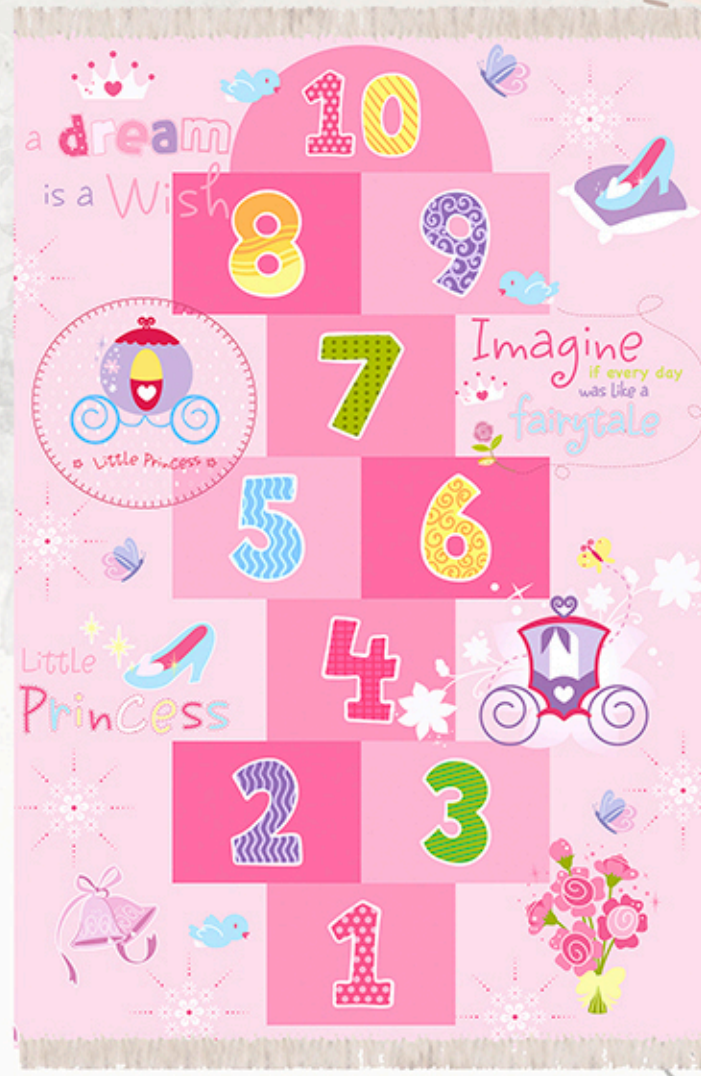 10
a dream
is a Wish
8 9
7
Imagine
if every day
was like a
fairytale
Little Princess
5 6
4
Little
Princess
2 3
1